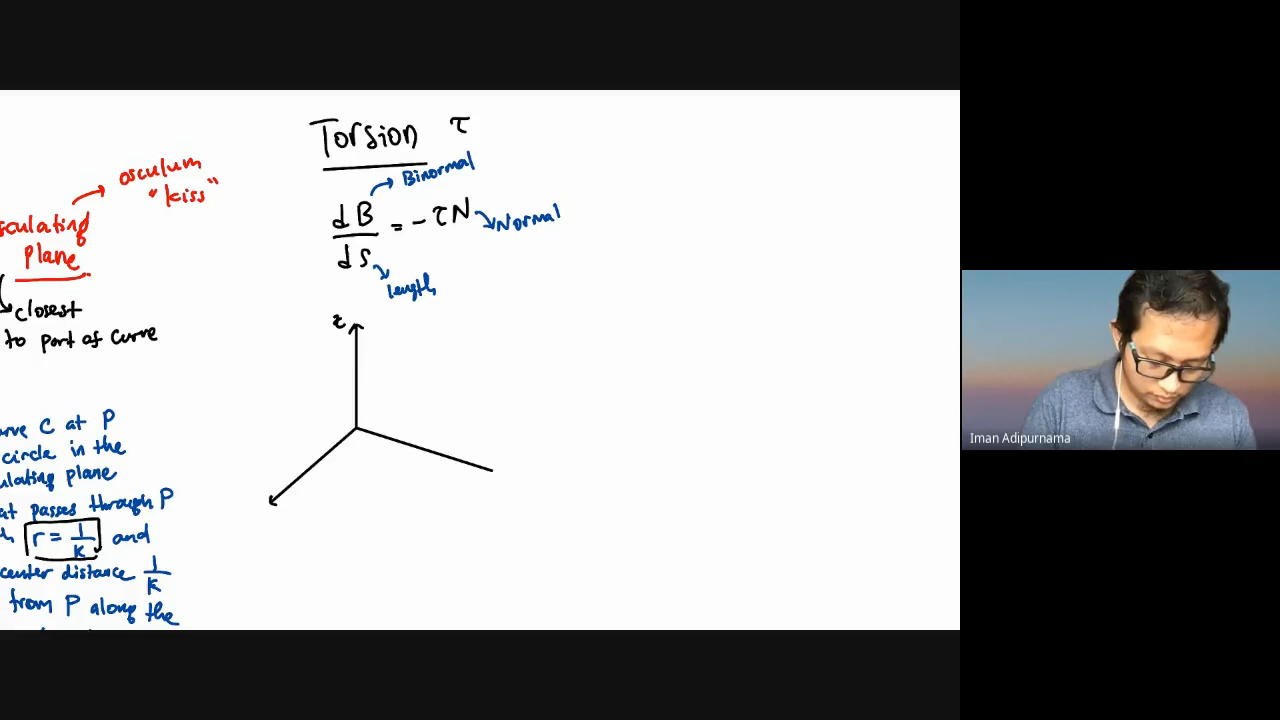 Torsion τ
osculum
"kiss"
Binormal
dB
ds
= - τN
Normal
length
sculating
plane
closest
to part of curve
z
urve C at P
circle in the
ulating plane
at passes through P
r = 1/k and
center distance 1/k
from P along the
Iman Adipurnama